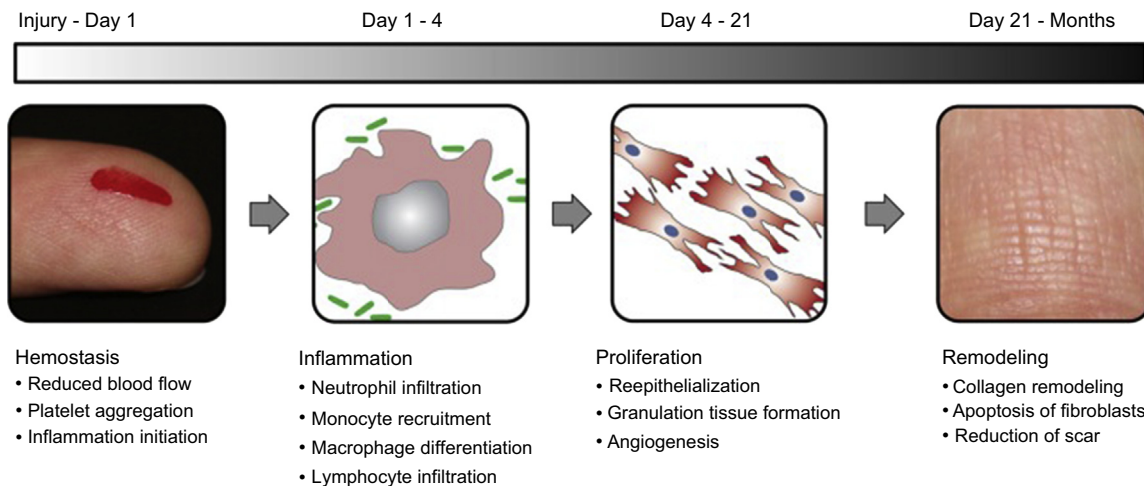 Injury - Day 1
Day 1 - 4
Day 4 - 21
Day 21 - Months
Hemostasis
• Reduced blood flow
• Platelet aggregation
• Inflammation initiation
Inflammation
• Neutrophil infiltration
• Monocyte recruitment
• Macrophage differentiation
• Lymphocyte infiltration
Proliferation
• Reepithelialization
• Granulation tissue formation
• Angiogenesis
Remodeling
• Collagen remodeling
• Apoptosis of fibroblasts
• Reduction of scar